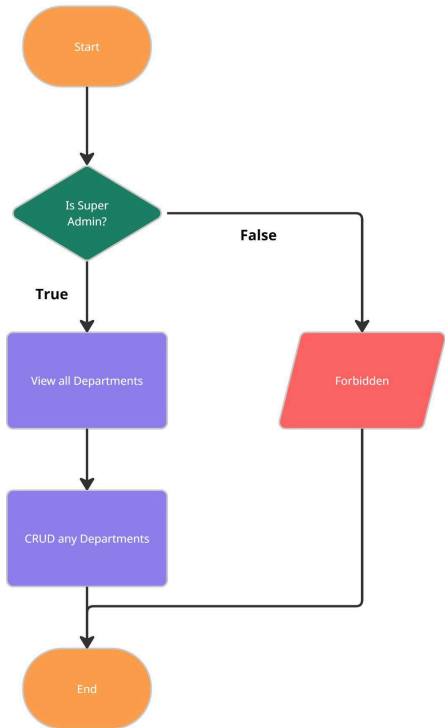 Start
Is Super
Admin?
False
True
View all Departments
Forbidden
CRUD any Departments
End